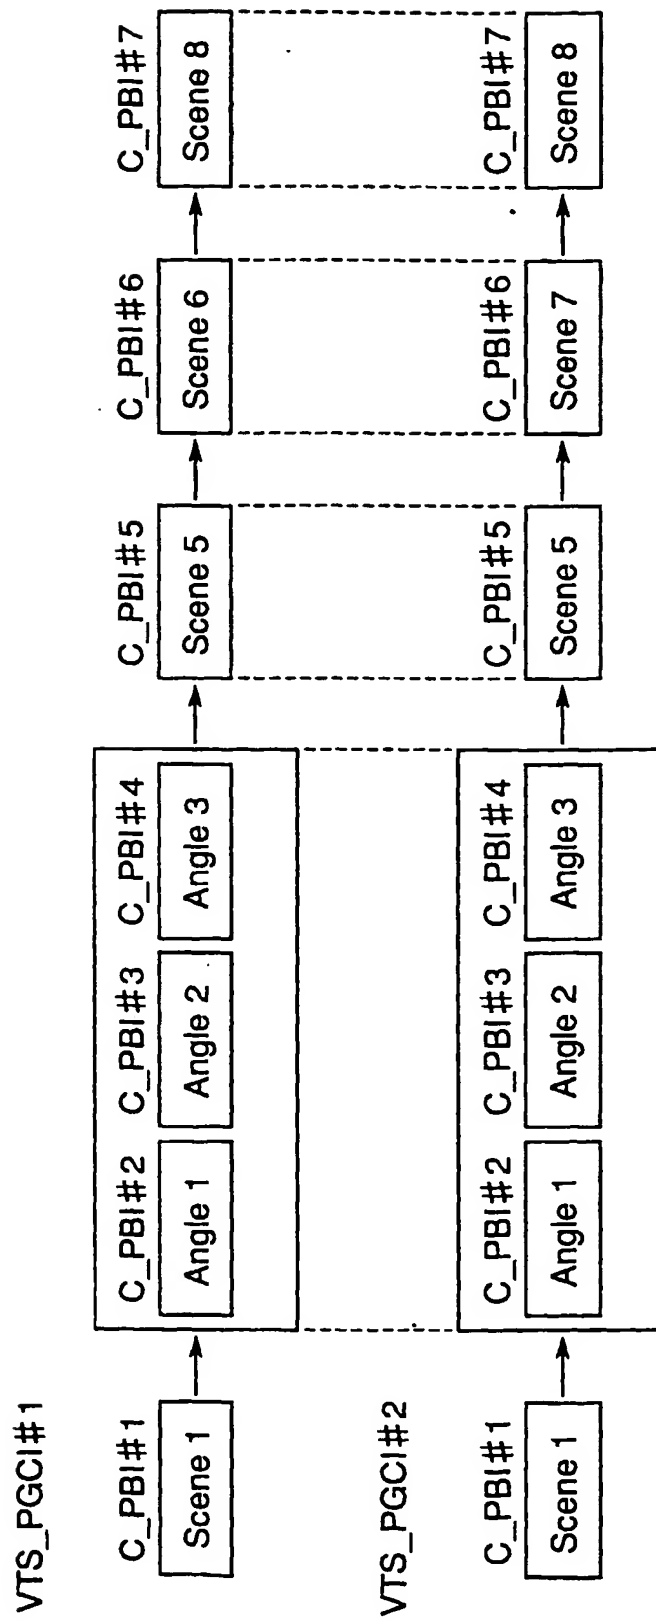 VTS_PGCI#1
C_PBI#1
Scene 1
C_PBI#2
Angle 1
C_PBI#3
Angle 2
C_PBI#4
Angle 3
C_PBI#5
Scene 5
C_PBI#6
Scene 6
C_PBI#7
Scene 8
VTS_PGCI#2
C_PBI#1
Scene 1
C_PBI#2
Angle 1
C_PBI#3
Angle 2
C_PBI#4
Angle 3
C_PBI#5
Scene 5
C_PBI#6
Scene 7
C_PBI#7
Scene 8